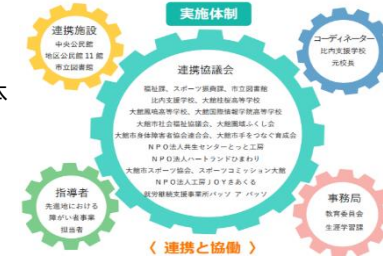 実施体制
連携施設
中央公民館
地区公民館 11 館
市立図書館
コーディネーター
比内支援学校
元校長
連携協議会
福祉課、スポーツ振興課、市立図書館
比内支援学校、大館桂桜高等学校
大館鳳鳴高等学校、大館国際情報学院高等学校
大館市社会福祉協議会、大館圏域ふくし会
大館市身体障害者協会連合会、大館市手をつなぐ育成会
NPO法人共生センターとっと工房
NPO法人ハートランドひまわり
大館市スポーツ協会、スポーツコミッション大館
NPO法人工房JOYさあくる
就労継続支援事業所パッソ ア パッソ
指導者
先進地における
障がい者事業
担当者
事務局
教育委員会
生涯学習課
〈 連携と協働 〉